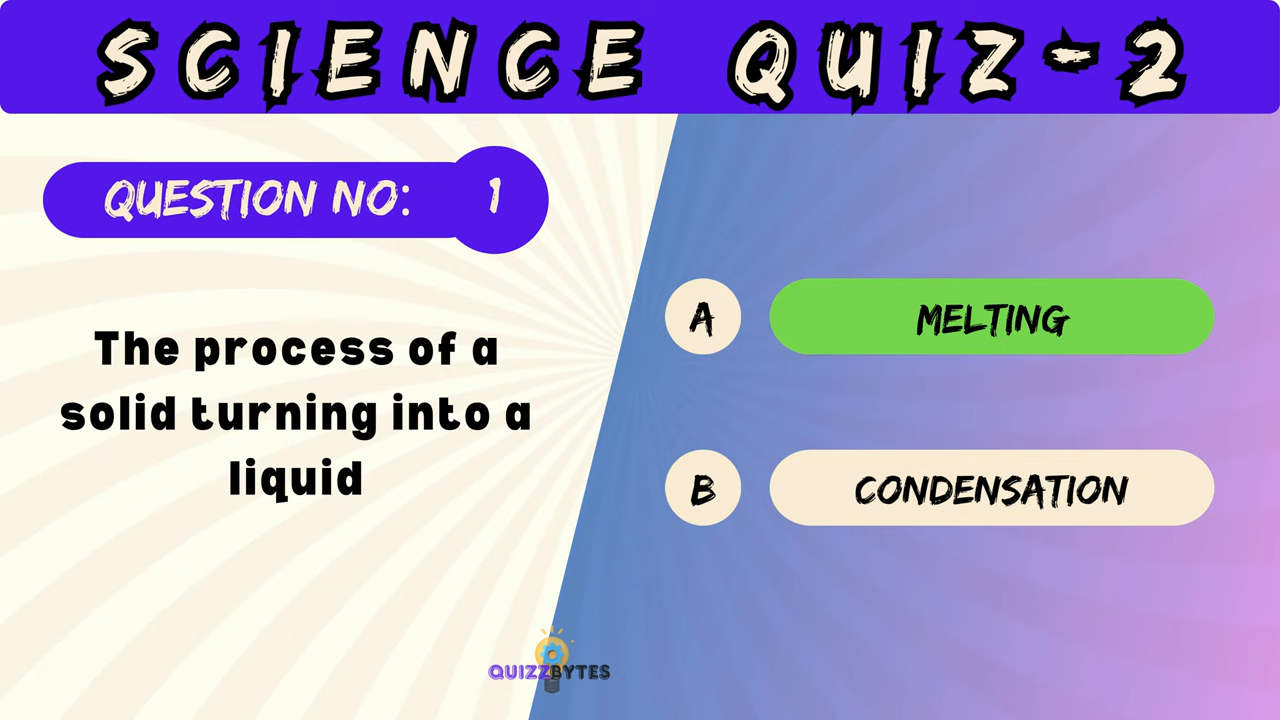 SCIENCE QUIZ-2
QUESTION NO: 1
The process of a
solid turning into a
liquid
A MELTING
B CONDENSATION
QUIZZBYTES